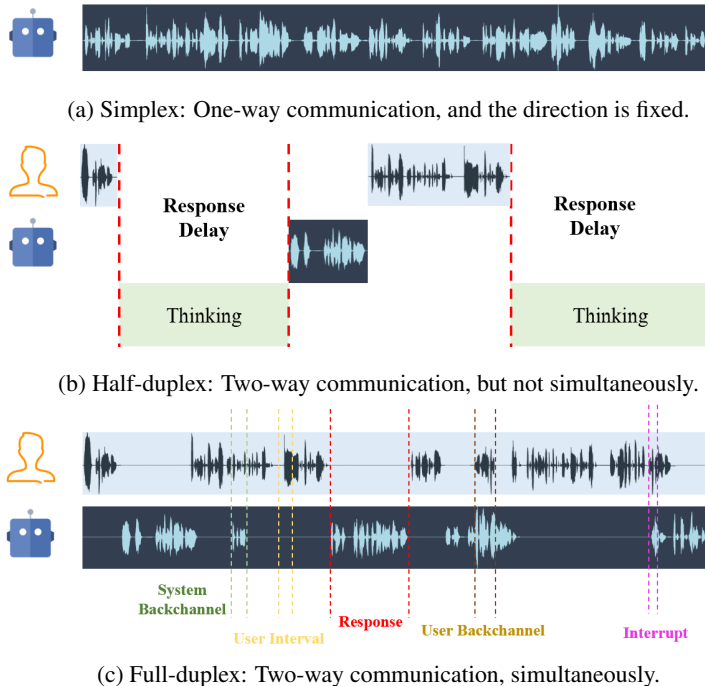 (a) Simplex: One-way communication, and the direction is fixed.
Response
Delay
Response
Delay
Thinking
Thinking
(b) Half-duplex: Two-way communication, but not simultaneously.
System
Backchannel
User Interval
Response
User Backchannel
Interrupt
(c) Full-duplex: Two-way communication, simultaneously.